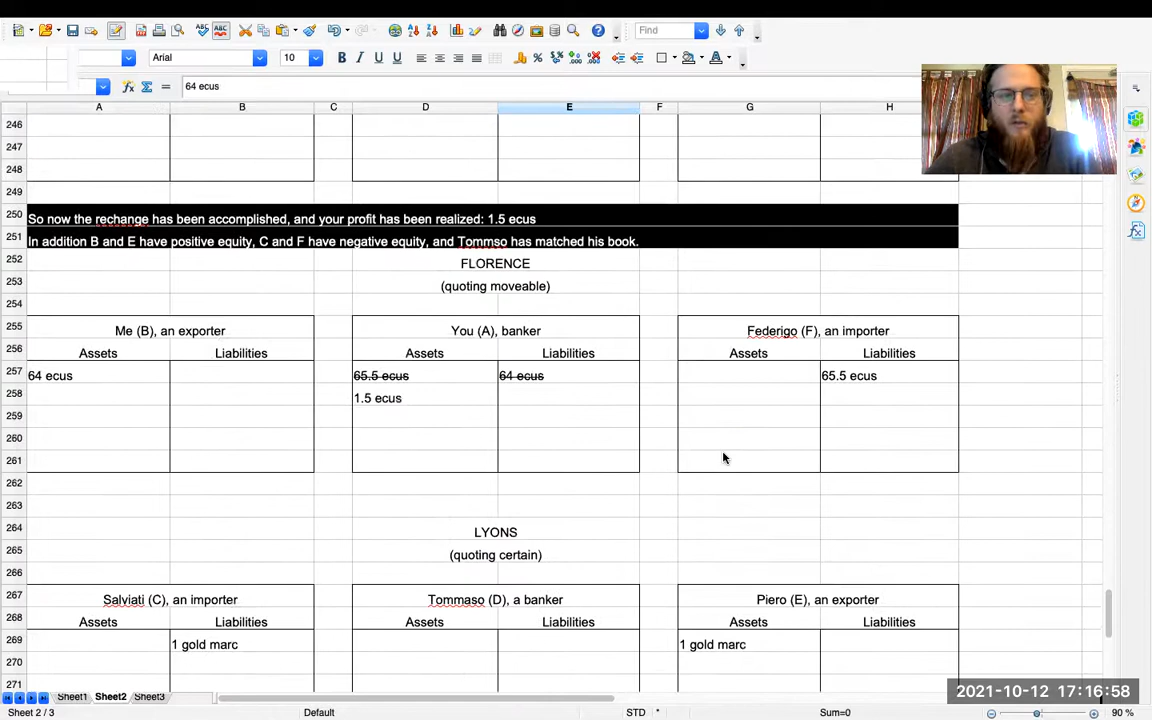 Arial
10
Find
64 ecus
A B C D E F G H
246
247
248
249
250 So now the rechange has been accomplished, and your profit has been realized: 1.5 ecus
251 In addition B and E have positive equity, C and F have negative equity, and Tommso has matched his book.
252 FLORENCE
253 (quoting moveable)
254
255 Me (B), an exporter You (A), banker Federigo (F), an importer
256 Assets Liabilities Assets Liabilities Assets Liabilities
257 64 ecus 65.5 ecus 64 ecus 65.5 ecus
258 1.5 ecus
259
260
261
262
263
264 LYONS
265 (quoting certain)
266
267 Salviati (C), an importer Tommaso (D), a banker Piero (E), an exporter
268 Assets Liabilities Assets Liabilities Assets Liabilities
269 1 gold marc 1 gold marc
270
271
Sheet1 Sheet2 Sheet3
2021-10-12 17:16:58
Sheet 2 / 3 Default STD * Sum=0 90 %